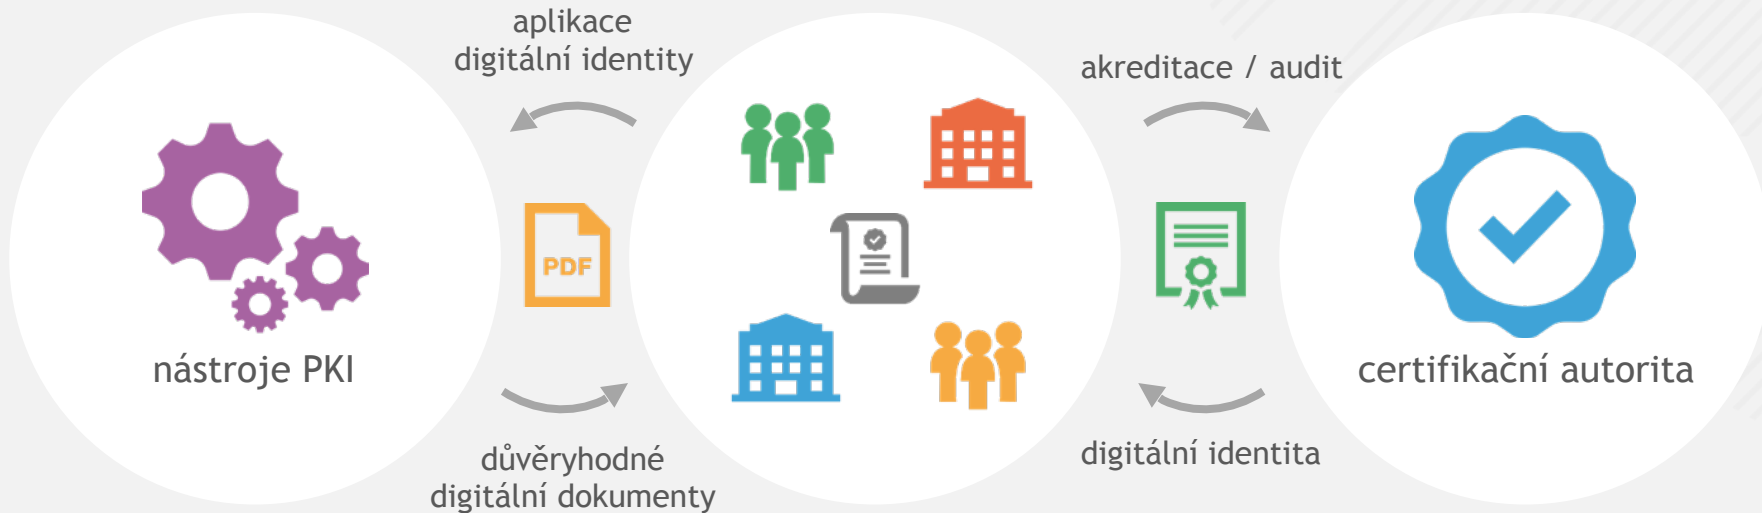 aplikace
digitální identity
akreditace / audit
PDF
nástroje PKI
certifikační autorita
důvěryhodné
digitální dokumenty
digitální identita